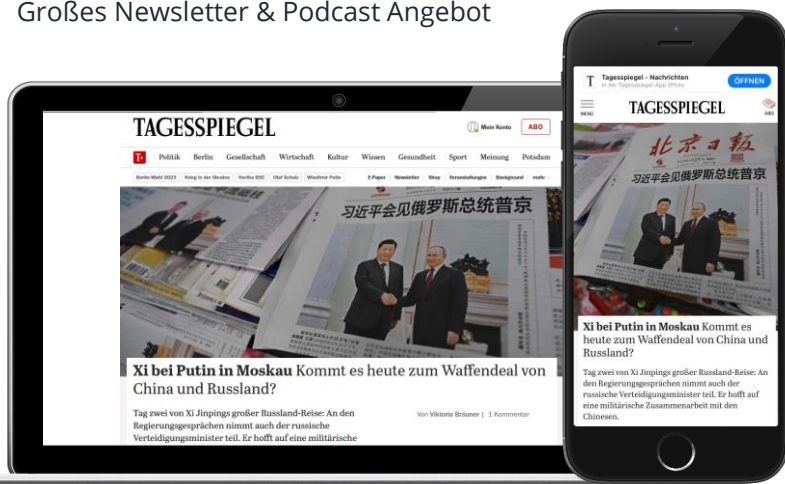 Großes Newsletter & Podcast Angebot
TAGESSPIEGEL
Mein Konto
ABO
T+ Politik Berlin Gesellschaft Wirtschaft Kultur Wissen Gesundheit Sport Meinung Potsdam
Berlin Wahl 2023 Krieg in der Ukraine Hertha BSC Olaf Scholz Wladimir Putin E-Paper Newsletter Shop Veranstaltungen Background mehr
习近平会见俄罗斯总统普京
Xi bei Putin in Moskau Kommt es heute zum Waffendeal von
China und Russland?
Tag zwei von Xi Jinpings großer Russland-Reise: An den
Regierungsgesprächen nimmt auch der russische
Verteidigungsminister teil. Er hofft auf eine militärische
Von Viktoria Bräuner | 1 Kommentar
T
Tagesspiegel - Nachrichten
In der Tagesspiegel-App öffnen
ÖFFNEN
MENÜ
TAGESSPIEGEL
ABO
北京日报
习近平会见俄罗斯总统普京
Xi bei Putin in Moskau Kommt es
heute zum Waffendeal von China und
Russland?
Tag zwei von Xi Jinpings großer Russland-Reise: An
den Regierungsgesprächen nimmt auch der
russische Verteidigungsminister teil. Er hofft auf
eine militärische Zusammenarbeit mit den
Chinesen.